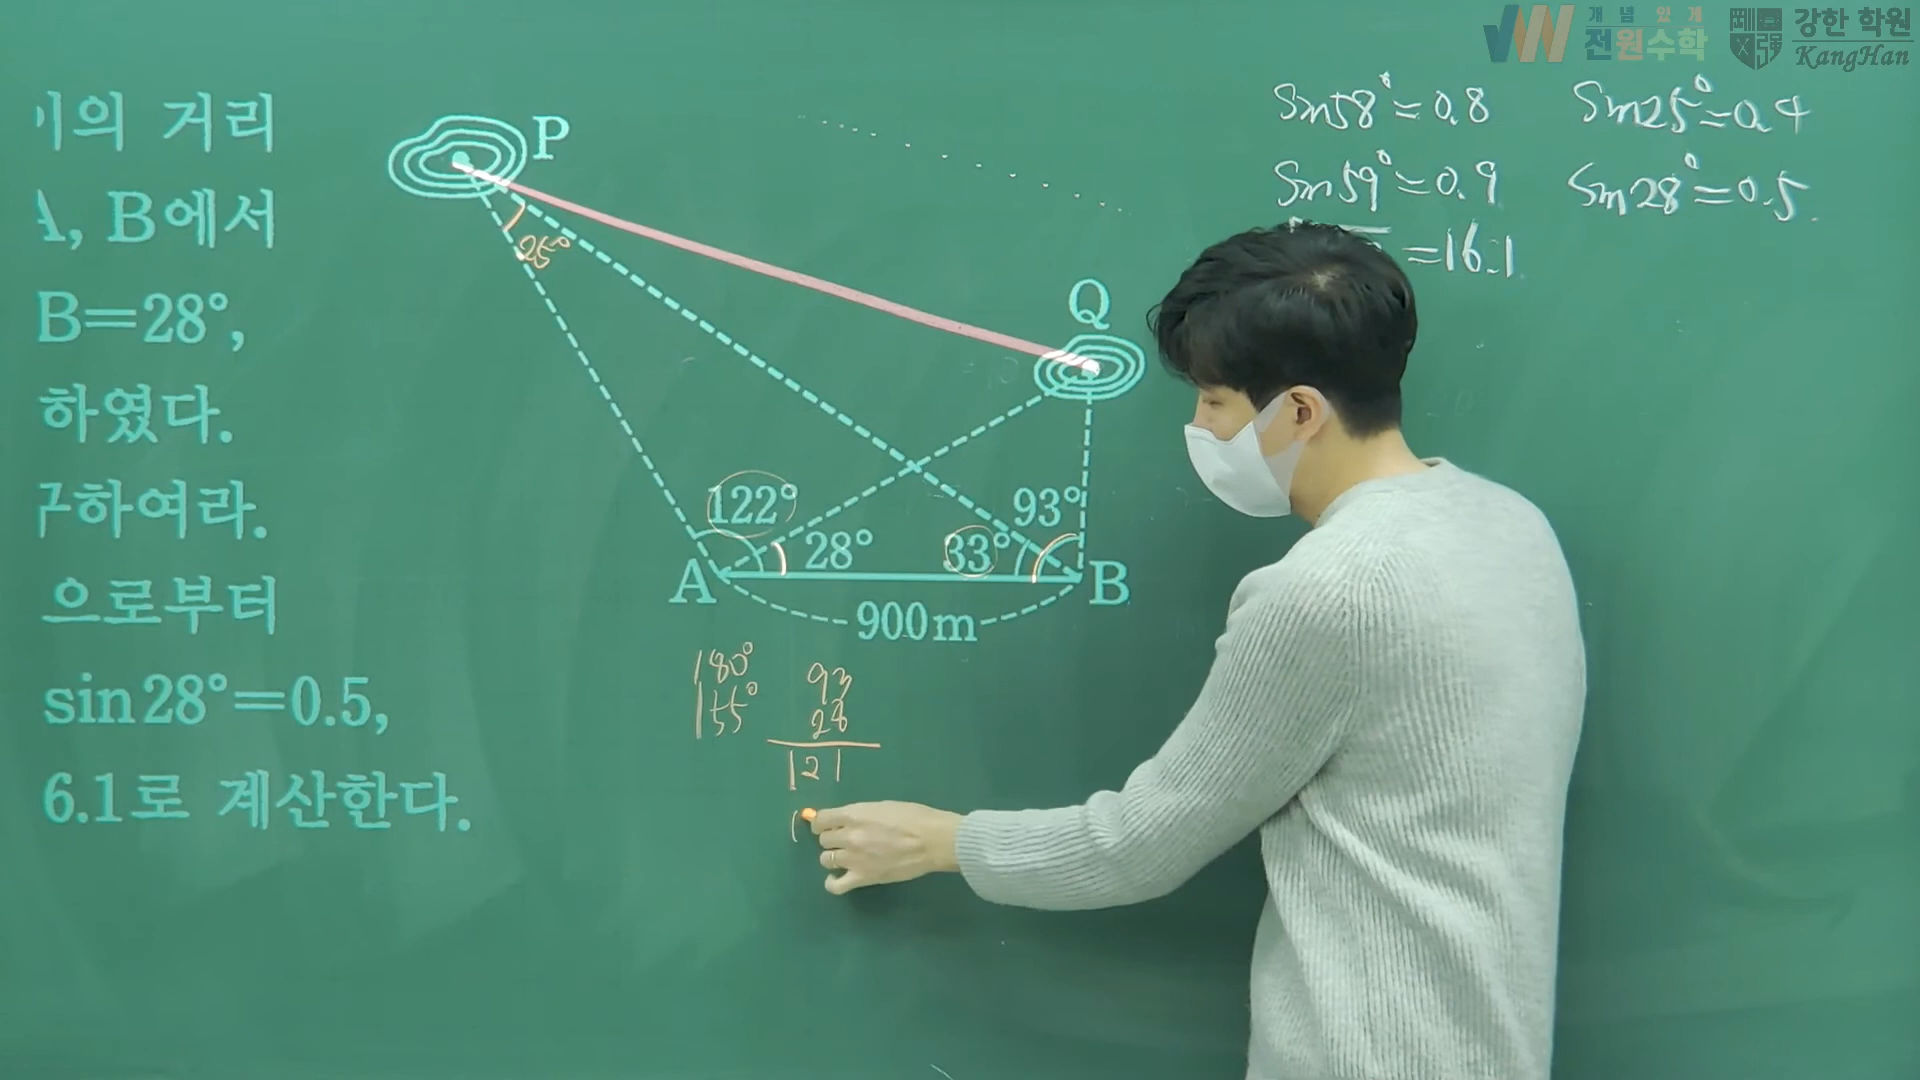 개념있게
전원수학
강한 학원
KangHan
의 거리
A, B에서
B=28°,
하였다.
구하여라.
으로부터
sin28°=0.5,
6.1로 계산한다.
P
25°
Q
122°
28°
33°
93°
A
B
900m
180°
155°
93
28
121
sin58°=0.8
sin25°=0.4
sin59°=0.9
sin28°=0.5
=16.1